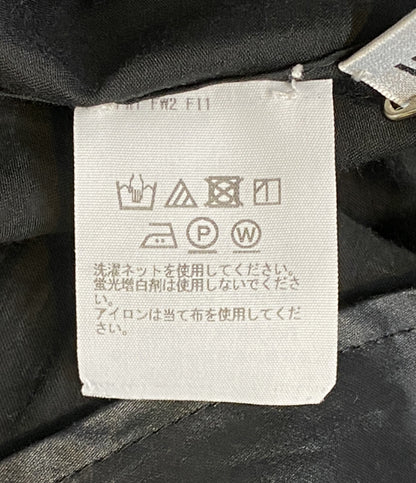 FW2 FI1
P W
洗濯ネットを使用してください。
蛍光増白剤は使用しないでくださ
い。
アイロンは当て布を使用してくだ
さい。